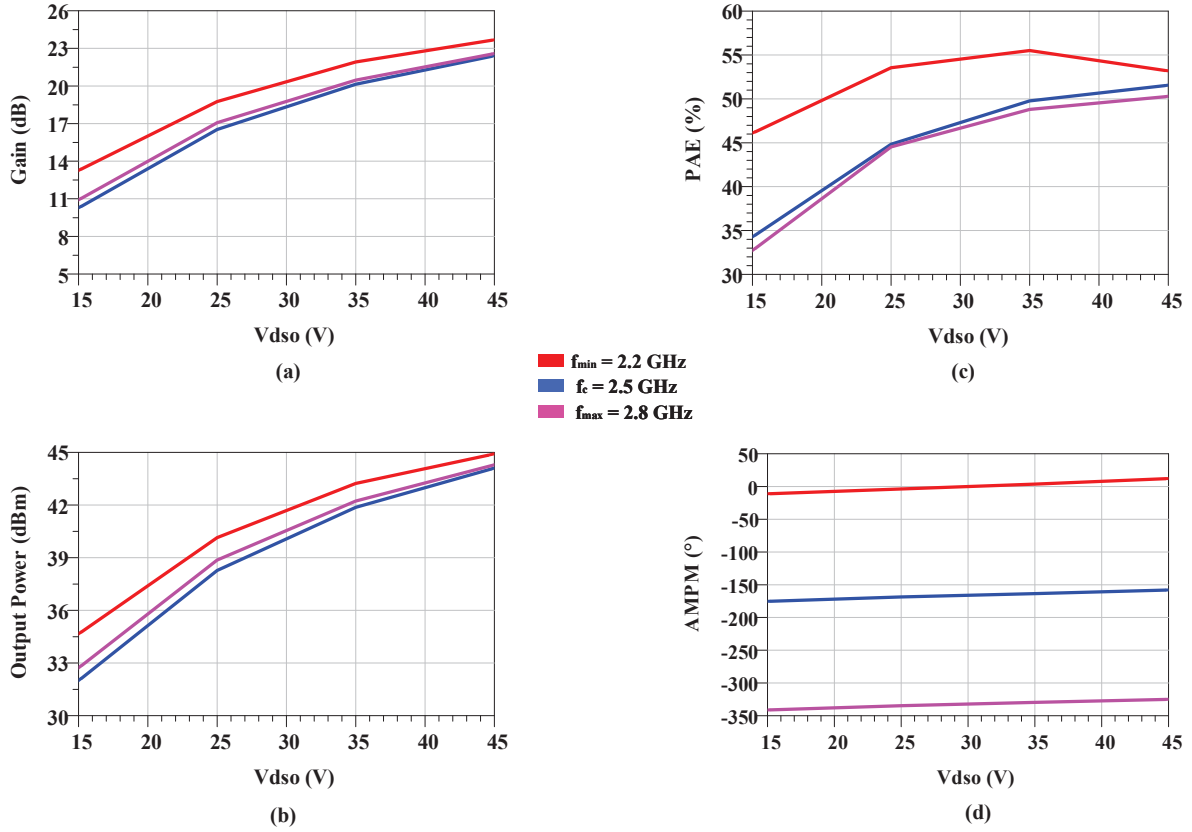 26
23
20
17
14
11
8
5
Gain (dB)
15 20 25 30 35 40 45
Vdso (V)
(a)
60
55
50
45
40
35
30
PAE (%)
15 20 25 30 35 40 45
Vdso (V)
(c)
fmin = 2.2 GHz
fc = 2.5 GHz
fmax = 2.8 GHz
45
42
39
36
33
30
Output Power (dBm)
15 20 25 30 35 40 45
Vdso (V)
(b)
50
0
-50
-100
-150
-200
-250
-300
-350
AMPM (°)
15 20 25 30 35 40 45
Vdso (V)
(d)